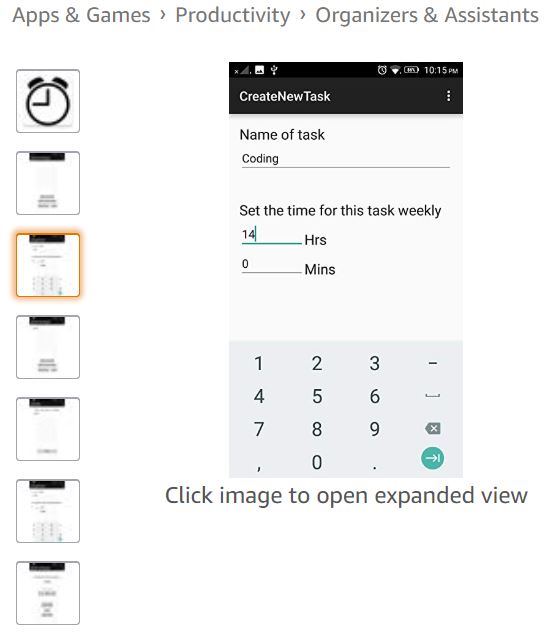 Apps & Games › Productivity › Organizers & Assistants
10:15 PM
CreateNewTask
Name of task
Coding
Set the time for this task weekly
14 Hrs
0 Mins
1 2 3 –
4 5 6
7 8 9
, 0 .
Click image to open expanded view